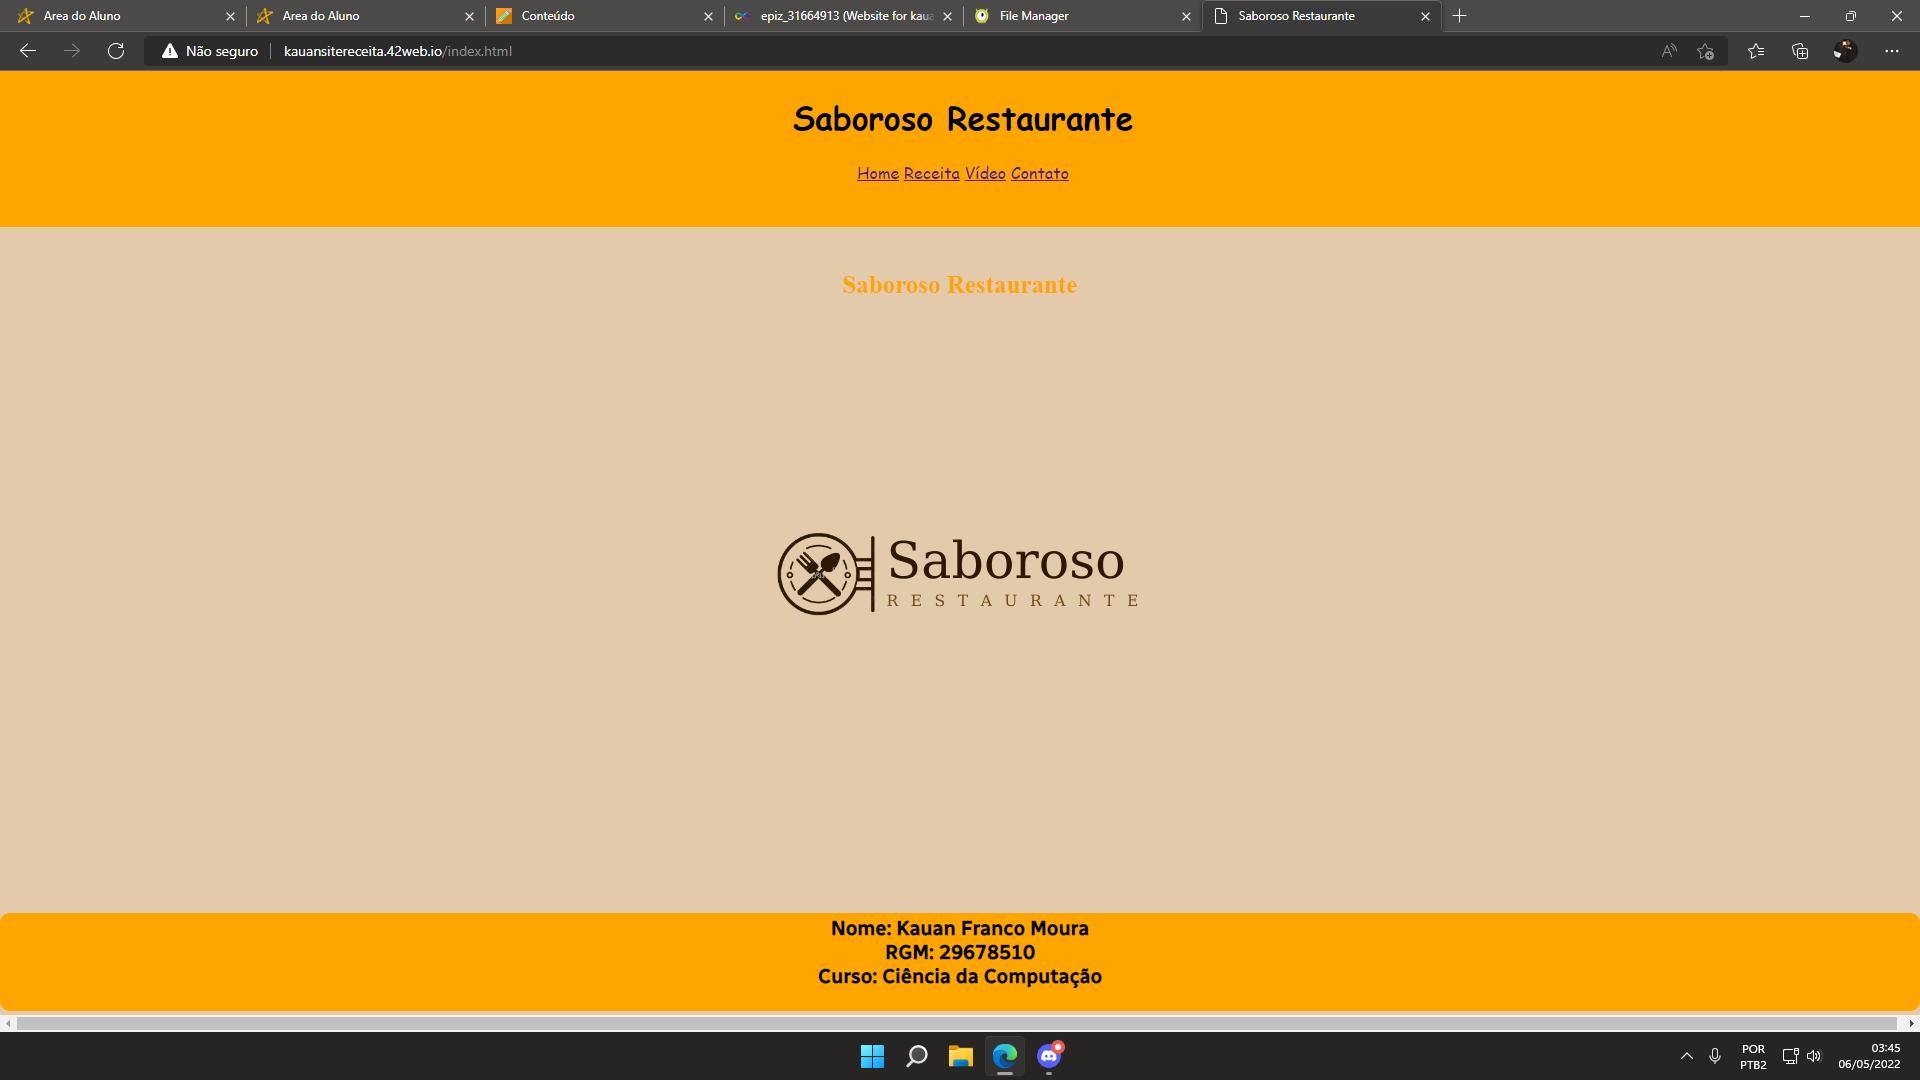 Area do Aluno
Area do Aluno
Conteúdo
epiz_31664913 (Website for kaua
File Manager
Saboroso Restaurante
Não seguro
kauansitereceita.42web.io/index.html
Saboroso Restaurante
Home Receita Vídeo Contato
Saboroso Restaurante
Saboroso
RESTAURANTE
Nome: Kauan Franco Moura
RGM: 29678510
Curso: Ciência da Computação
POR
PTB2
03:45
06/05/2022